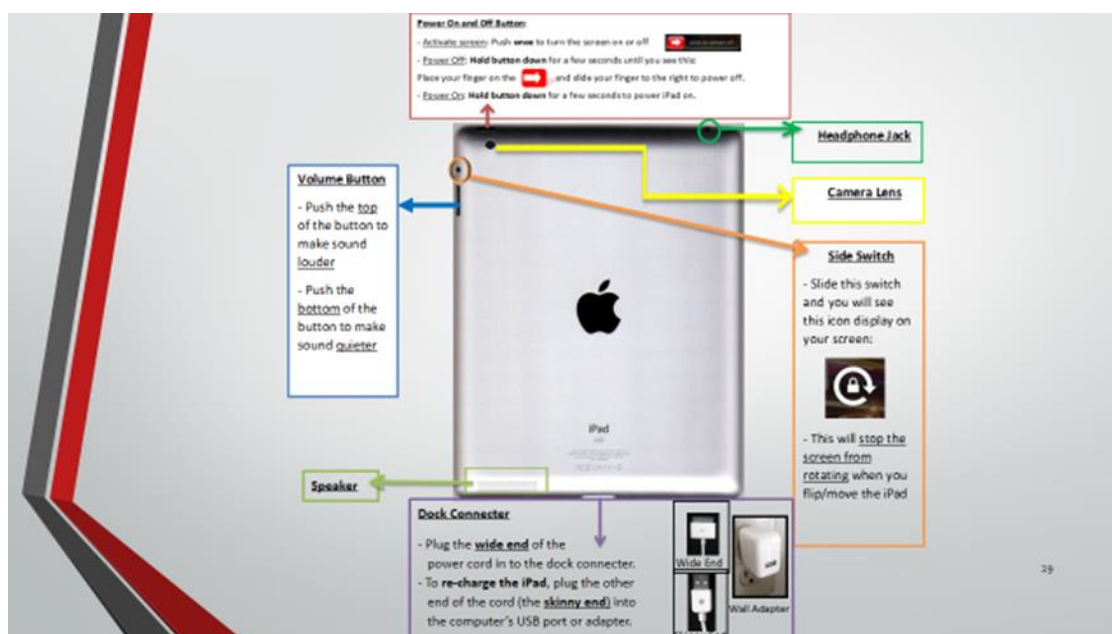 Power On and Off Button:
- Activate screen: Push once to turn the screen on or off
- Power Off: Hold button down for a few seconds until you see this:
Place your finger on the and slide your finger to the right to power off.
- Power On: Hold button down for a few seconds to power iPad on.
Headphone Jack
Camera Lens
Volume Button
- Push the top
of the button to
make sound
louder
- Push the
bottom of the
button to make
sound quieter
Side Switch
- Slide this switch
and you will see
this icon display on
your screen:
- This will stop the
screen from
rotating when you
flip/move the iPad
iPad
Speaker
Dock Connecter
- Plug the wide end of the
power cord in to the dock connecter.
- To re-charge the iPad, plug the other
end of the cord (the skinny end) into
the computer's USB port or adapter.
Wide End
Wall Adapter
29